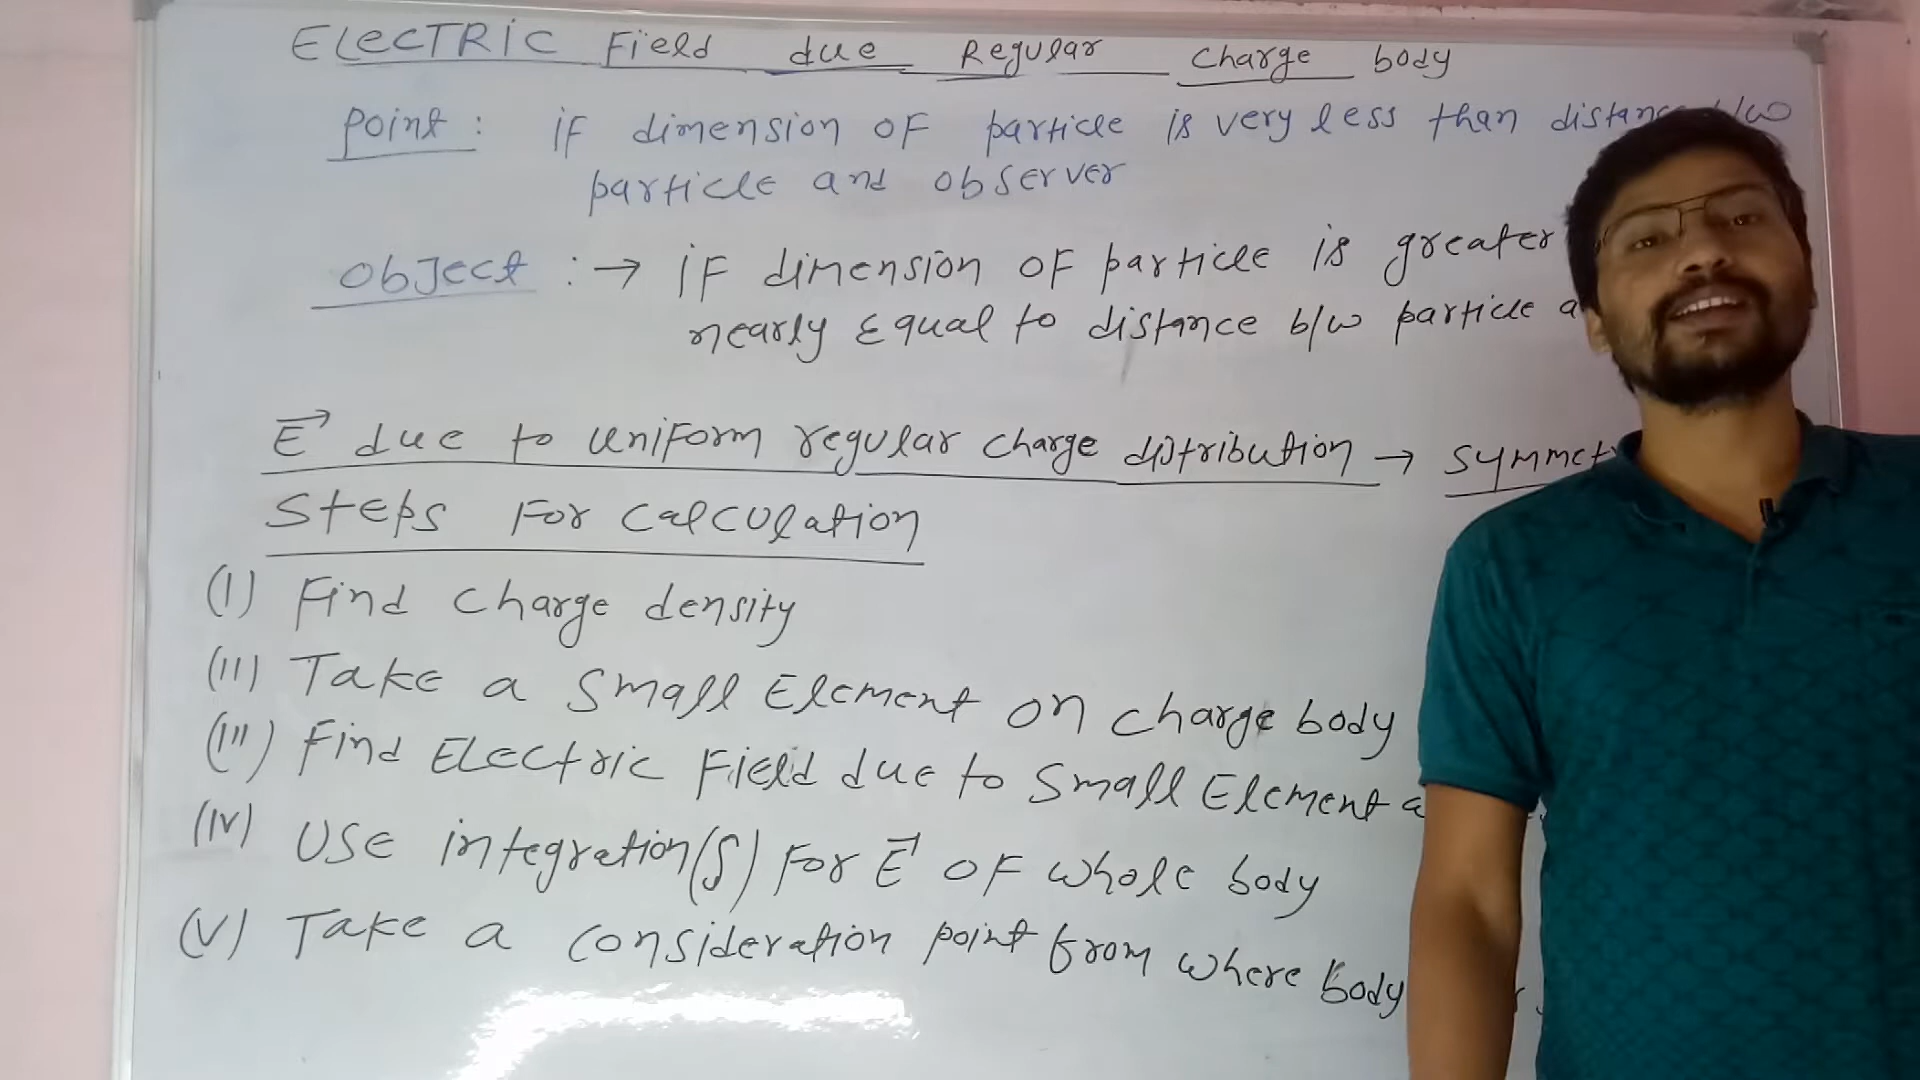 ELECTRIC Field due Regular Charge body
point : if dimension OF particle is very less than distance b/w
particle and observer
object :→ iF dimension OF particle is greater
nearly Equal to distance b/w particle
E⃗ due to uniform regular charge distribution → symmet
Steps For calculation
(I) Find charge density
(II) Take a small Element on charge body
(III) Find Electric Field due to small Element
(IV) Use integration(∫) For E⃗ OF whole body
(V) Take a consideration point from where body